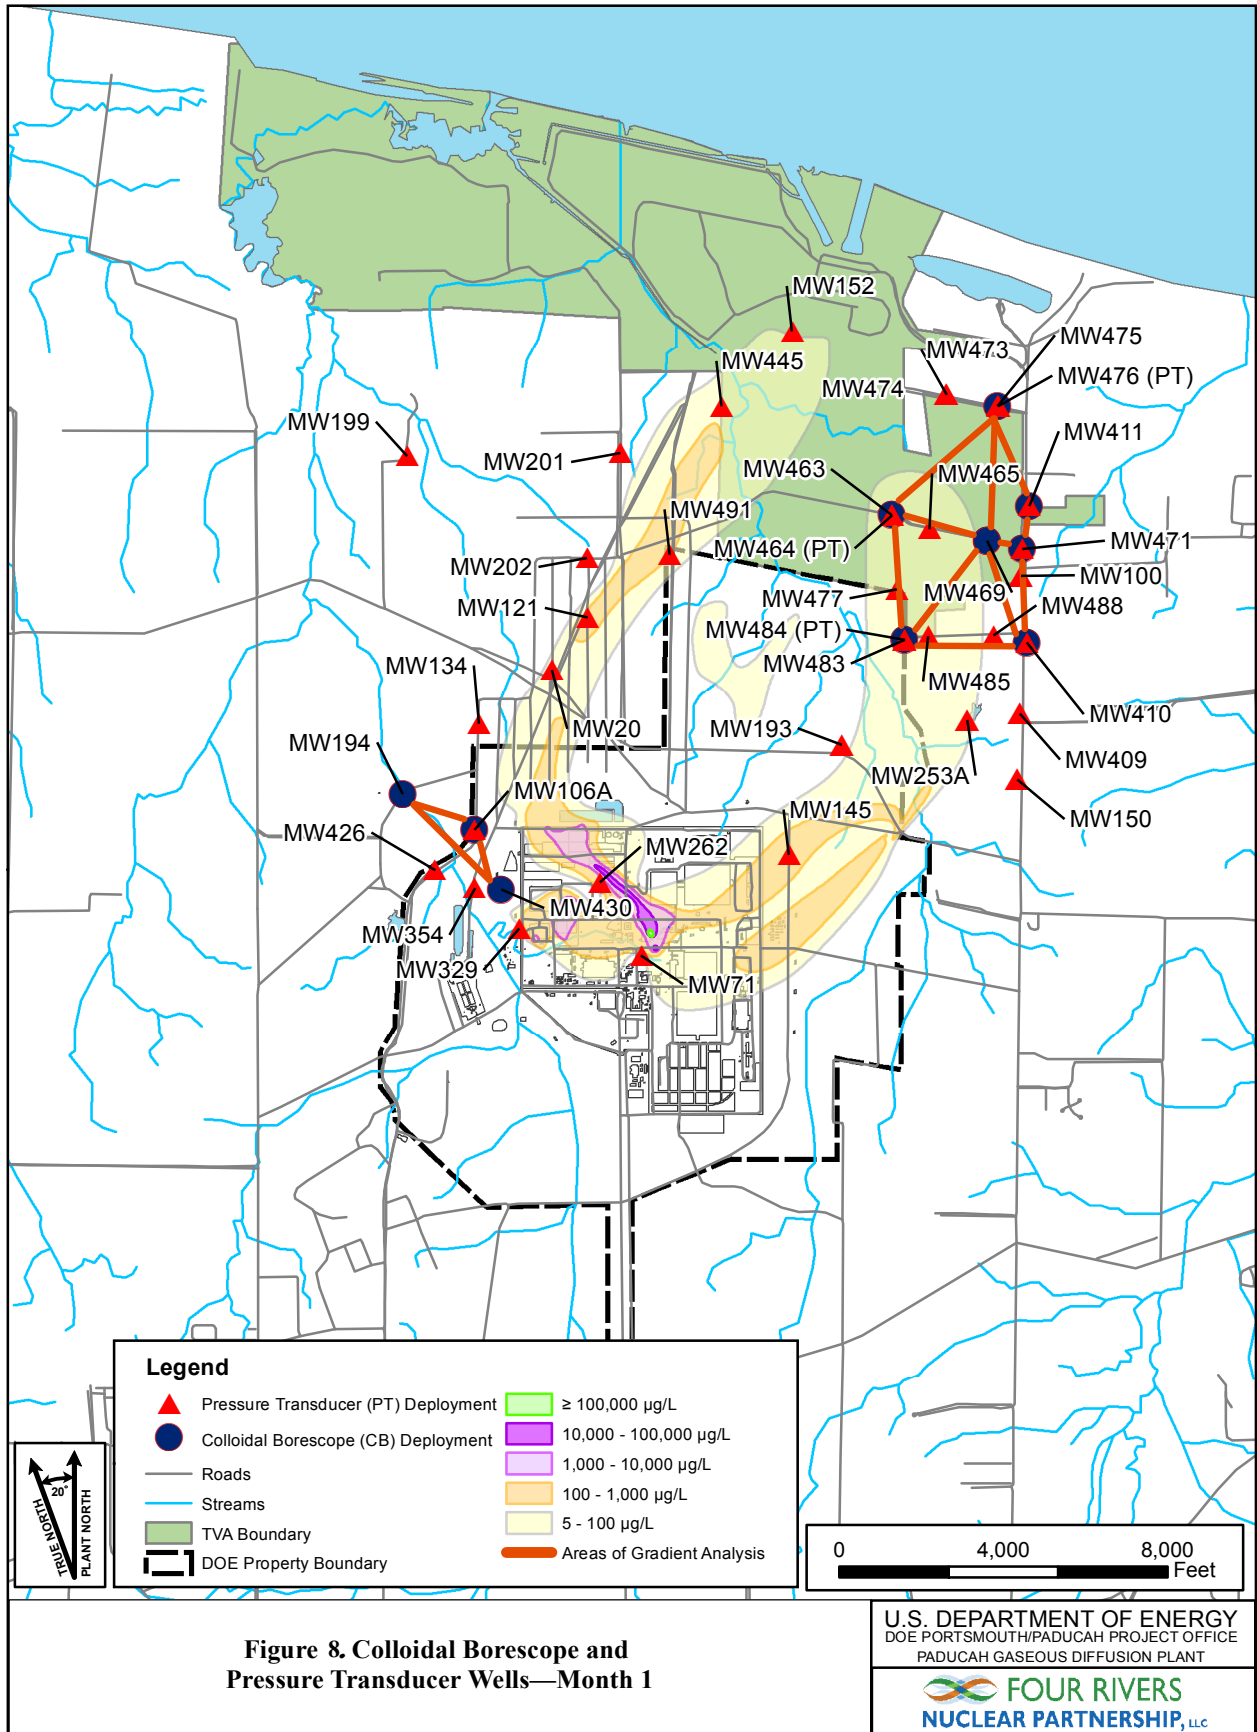 MW152
MW445
MW473
MW475
MW474
MW476 (PT)
MW199
MW411
MW201
MW463
MW465
MW491
MW464 (PT)
MW471
MW202
MW100
MW477
MW469
MW121
MW488
MW484 (PT)
MW483
MW134
MW485
MW20
MW193
MW410
MW194
MW409
MW253A
MW106A
MW145
MW150
MW426
MW262
MW430
MW354
MW329
MW71
Legend
Pressure Transducer (PT) Deployment
Colloidal Borescope (CB) Deployment
Roads
Streams
TVA Boundary
DOE Property Boundary
≥ 100,000 µg/L
10,000 - 100,000 µg/L
1,000 - 10,000 µg/L
100 - 1,000 µg/L
5 - 100 µg/L
Areas of Gradient Analysis
20°
TRUE NORTH
PLANT NORTH
0 4,000 8,000
Feet
Figure 8. Colloidal Borescope and
Pressure Transducer Wells—Month 1
U.S. DEPARTMENT OF ENERGY
DOE PORTSMOUTH/PADUCAH PROJECT OFFICE
PADUCAH GASEOUS DIFFUSION PLANT
FOUR RIVERS
NUCLEAR PARTNERSHIP, LLC